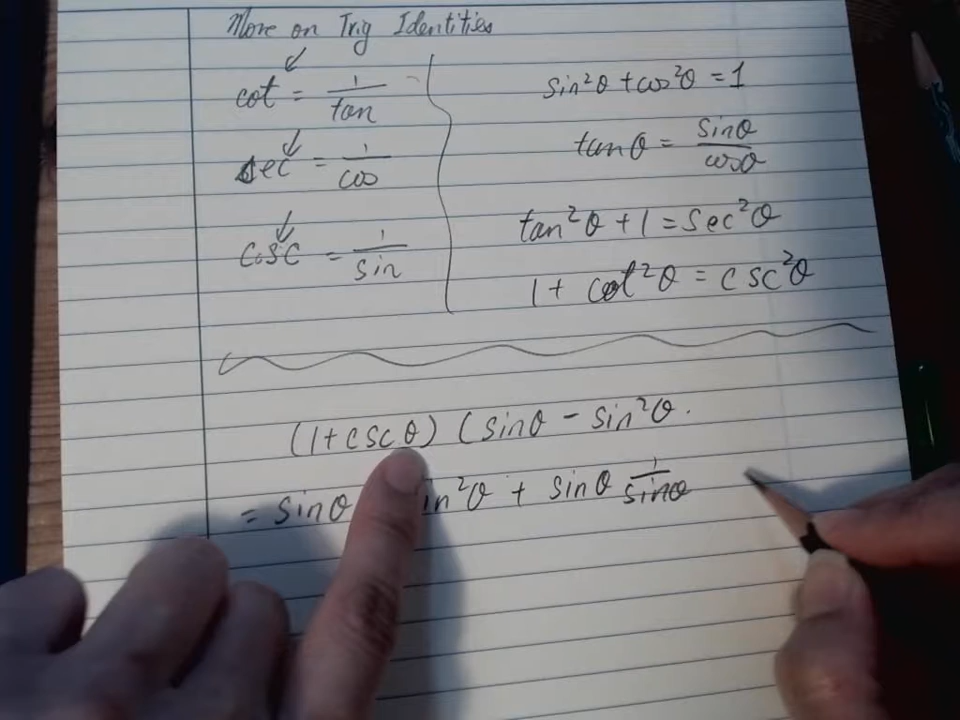 More on Trig Identities
cot = 1/tan
sec = 1/cos
csc = 1/sin
sin²θ + cos²θ = 1
tanθ = sinθ/cosθ
tan²θ + 1 = sec²θ
1 + cot²θ = csc²θ
(1+cscθ) (sinθ - sin²θ.
= sinθ in²θ + sinθ 1/sinθ